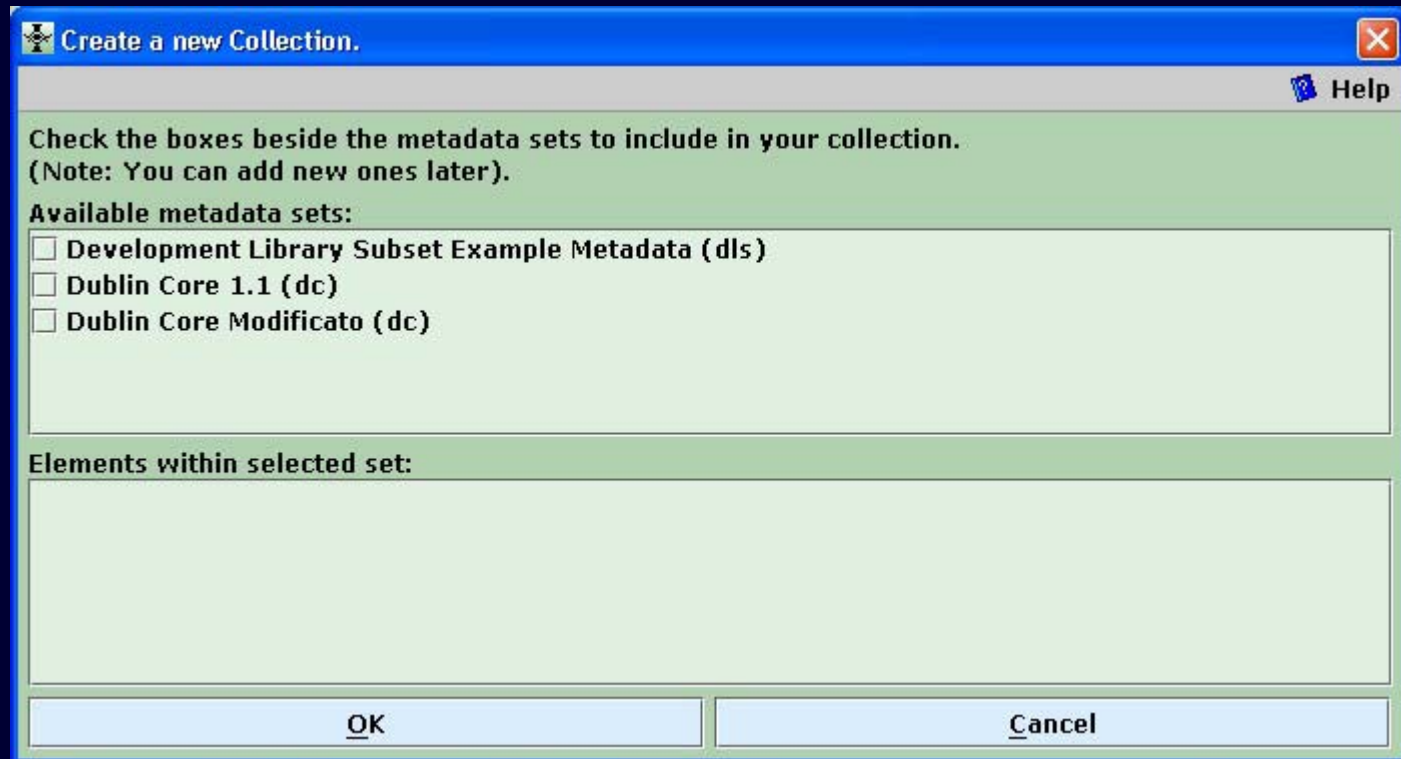 Create a new Collection.
Help
Check the boxes beside the metadata sets to include in your collection.
(Note: You can add new ones later).
Available metadata sets:
Development Library Subset Example Metadata (dls)
Dublin Core 1.1 (dc)
Dublin Core Modificato (dc)
Elements within selected set:
OK
Cancel